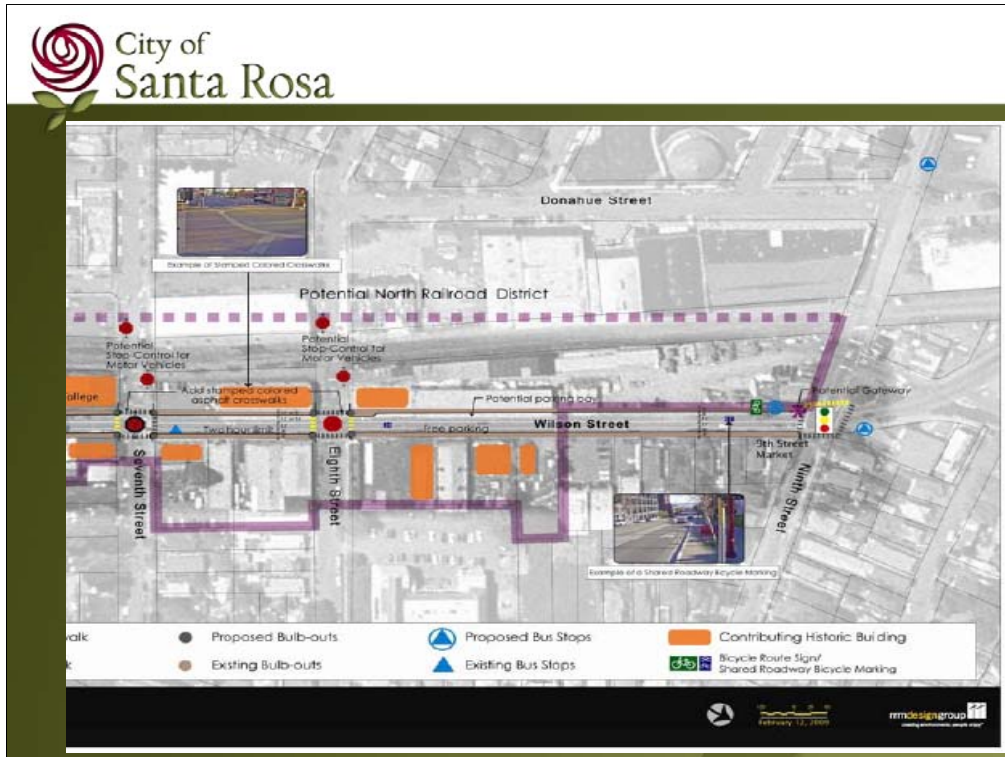 City of
Santa Rosa
Donahue Street
Example of Stamped Colored Crosswalks
Potential North Railroad District
Potential
Stop-Control for
Motor Vehicles
Potential
Stop-Control for
Motor Vehicles
College
Add stamped colored
asphalt crosswalks
Potential parking bay
Potential Gateway
Two hour limit
Free parking
Wilson Street
9th Street
Market
Seventh Street
Eighth Street
Ninth Street
Example of a Shared Roadway Bicycle Marking
walk
Proposed Bulb-outs
Proposed Bus Stops
Contributing Historic Building
k
Existing Bulb-outs
Existing Bus Stops
Bicycle Route Sign/
Shared Roadway Bicycle Marking
February 12, 2009
rrmdesigngroup